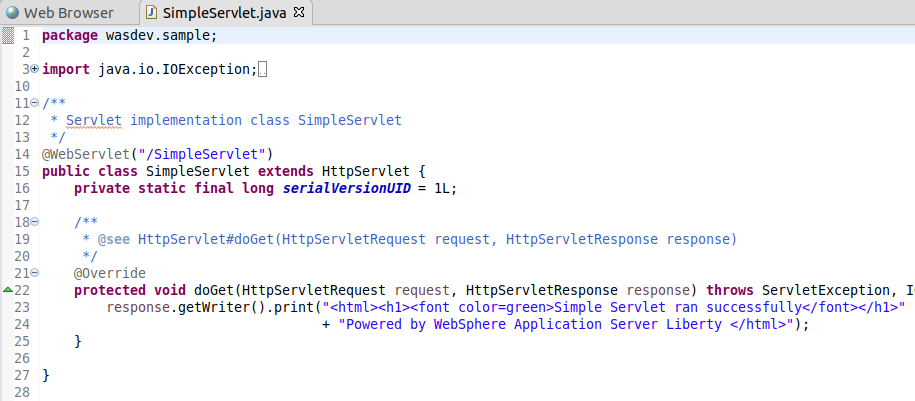 Web Browser SimpleServlet.java
1 package wasdev.sample;
2
3 import java.io.IOException;
10
11 /**
12 * Servlet implementation class SimpleServlet
13 */
14 @WebServlet("/SimpleServlet")
15 public class SimpleServlet extends HttpServlet {
16 private static final long serialVersionUID = 1L;
17
18 /**
19 * @see HttpServlet#doGet(HttpServletRequest request, HttpServletResponse response)
20 */
21 @Override
22 protected void doGet(HttpServletRequest request, HttpServletResponse response) throws ServletException, I
23 response.getWriter().print("<html><h1><font color=green>Simple Servlet ran successfully</font></h1>"
24 + "Powered by WebSphere Application Server Liberty </html>");
25 }
26
27 }
28